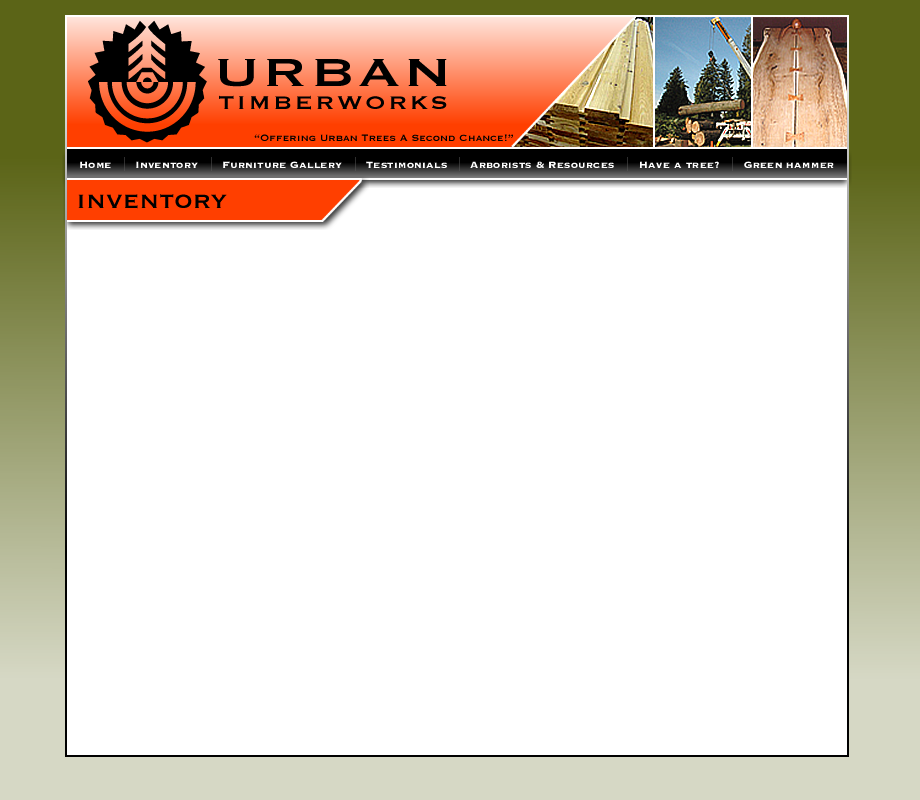 URBAN
TIMBERWORKS
“Offering Urban Trees A Second Chance!”
Home Inventory Furniture Gallery Testimonials Arborists & Resources Have a tree? Green hammer
INVENTORY